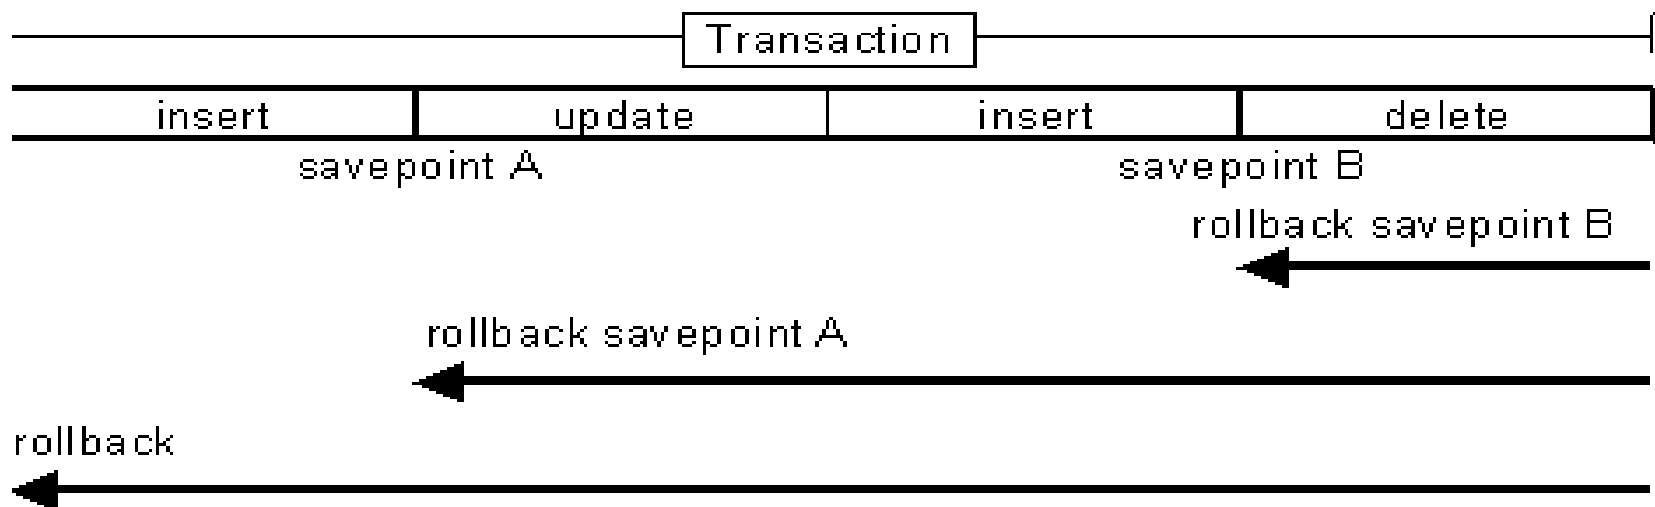 Transaction
insert update insert delete
savepoint A savepoint B
rollback savepoint B
rollback savepoint A
rollback